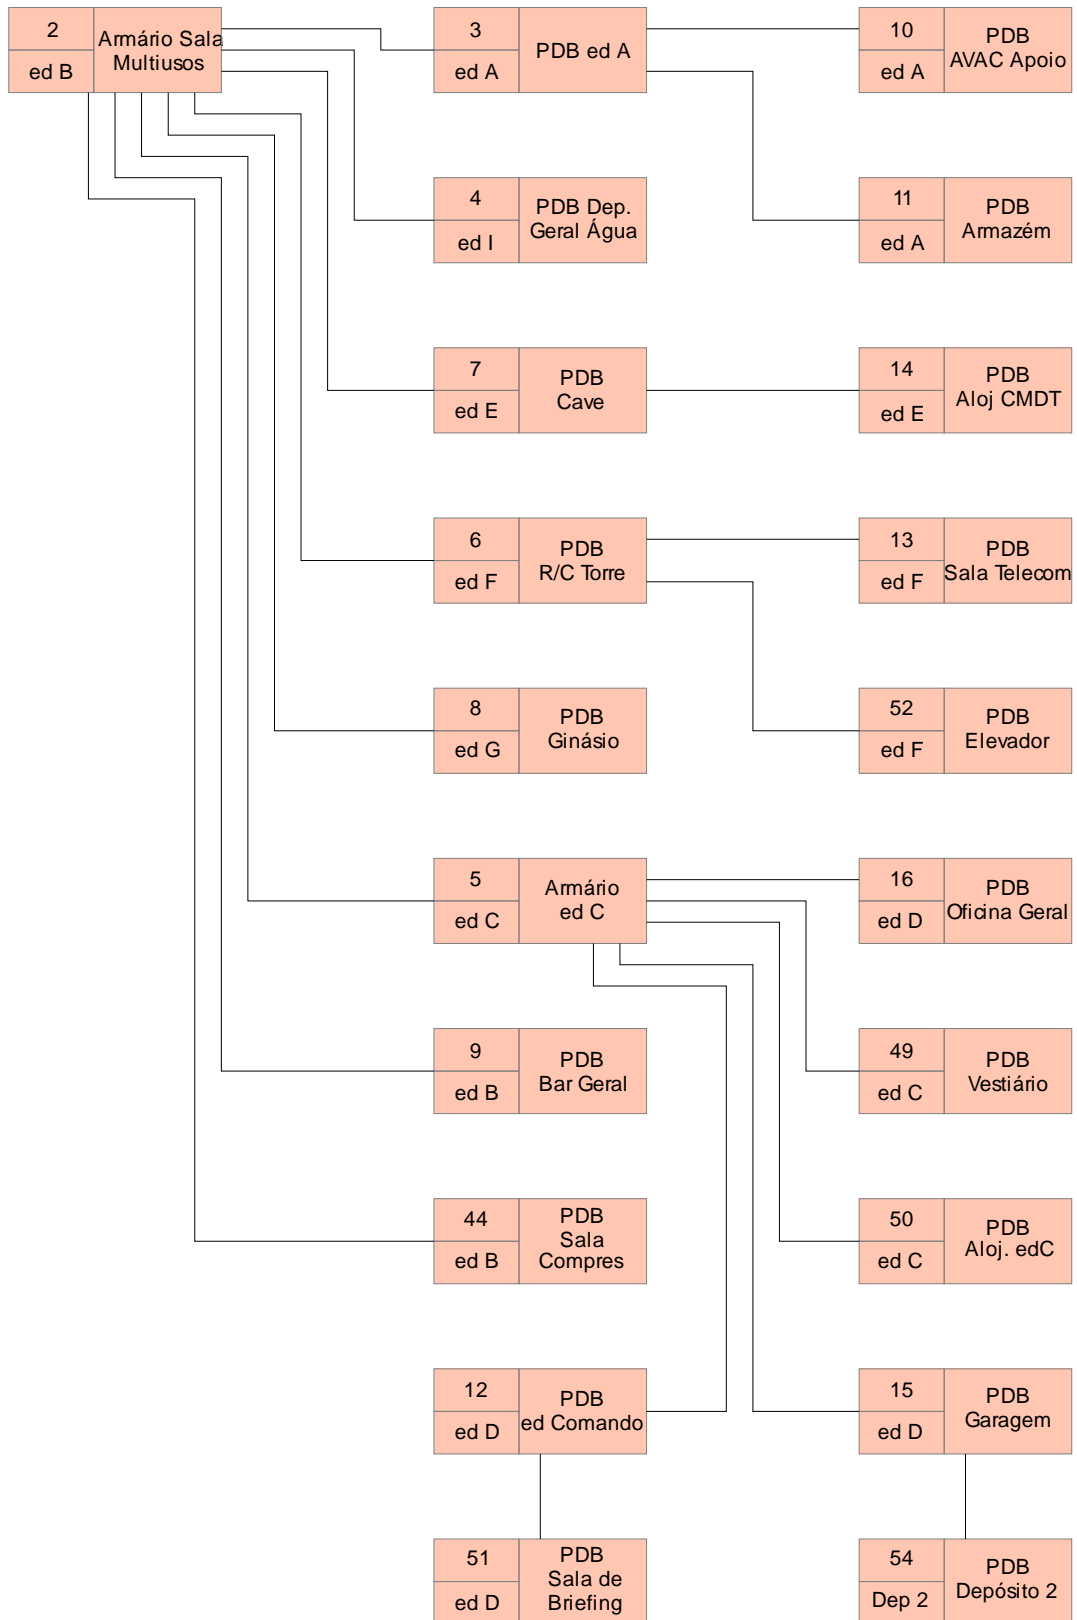 2
ed B
Armário Sala
Multiusos
3
ed A
PDB ed A
10
ed A
PDB
AVAC Apoio
4
ed I
PDB Dep.
Geral Água
11
ed A
PDB
Armazém
7
ed E
PDB
Cave
14
ed E
PDB
Aloj CMDT
6
ed F
PDB
R/C Torre
13
ed F
PDB
Sala Telecom
8
ed G
PDB
Ginásio
52
ed F
PDB
Elevador
5
ed C
Armário
ed C
16
ed D
PDB
Oficina Geral
9
ed B
PDB
Bar Geral
49
ed C
PDB
Vestiário
44
ed B
PDB
Sala
Compres
50
ed C
PDB
Aloj. edC
12
ed D
PDB
ed Comando
15
ed D
PDB
Garagem
51
ed D
PDB
Sala de
Briefing
54
Dep 2
PDB
Depósito 2